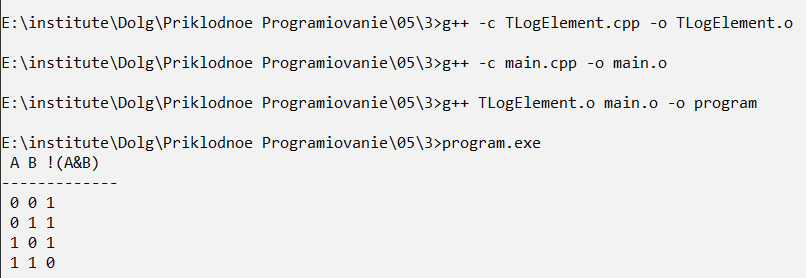 E:\institute\Dolg\Priklodnoe Programiovanie\05\3>g++ -c TLogElement.cpp -o TLogElement.o
E:\institute\Dolg\Priklodnoe Programiovanie\05\3>g++ -c main.cpp -o main.o
E:\institute\Dolg\Priklodnoe Programiovanie\05\3>g++ TLogElement.o main.o -o program
E:\institute\Dolg\Priklodnoe Programiovanie\05\3>program.exe
 A B !(A&B)
-------------
 0 0 1
 0 1 1
 1 0 1
 1 1 0